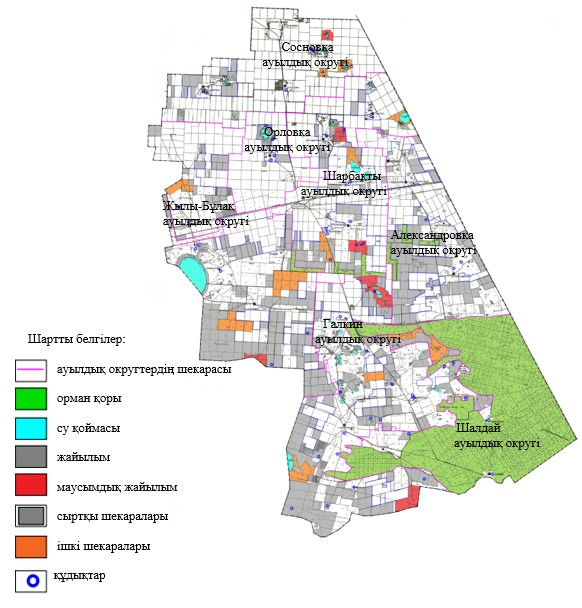 Сосновка
ауылдық округі
Орловка
ауылдық округі
Шарбақты
ауылдық округі
Жылы-Бұлақ
ауылдық округі
Александровка
ауылдық округі
Галкин
ауылдық округі
Шалдай
ауылдық округі
Шартты белгілер:
ауылдық округтердің шекарасы
орман қоры
су қоймасы
жайылым
маусымдық жайылым
сыртқы шекаралары
ішкі шекаралары
құдықтар